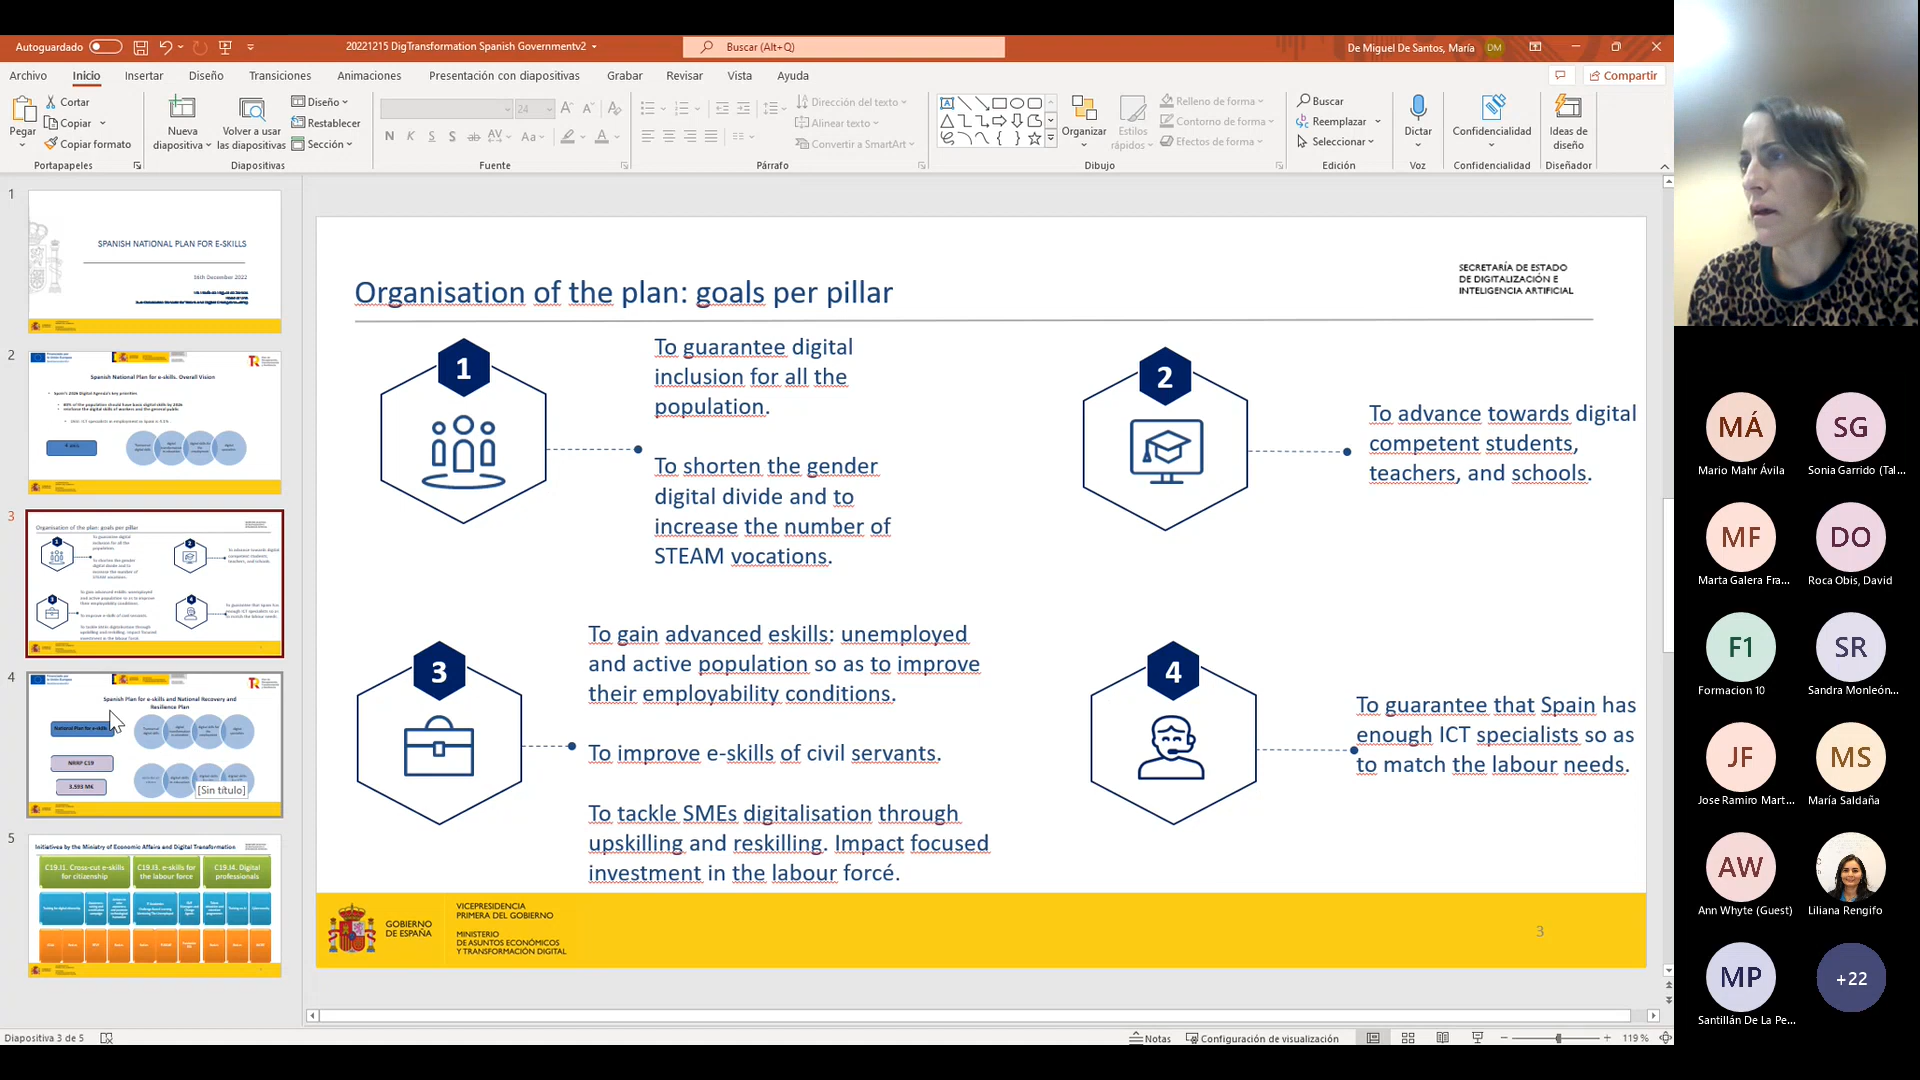 Autoguardado
20221215 DigTransformation Spanish Governmentv2
Buscar (Alt+Q)
De Miguel De Santos, María
DM
Archivo
Inicio
Insertar
Diseño
Transiciones
Animaciones
Presentación con diapositivas
Grabar
Revisar
Vista
Ayuda
Compartir
Pegar
Cortar
Copiar
Copiar formato
Portapapeles
Nueva
diapositiva
Volver a usar
las diapositivas
Diseño
Restablecer
Sección
Diapositivas
24
N K S S ab AV Aa A
Fuente
Dirección del texto
Alinear texto
Convertir a SmartArt
Párrafo
Organizar
Estilos
rápidos
Relleno de forma
Contorno de forma
Efectos de forma
Dibujo
Buscar
Reemplazar
Seleccionar
Edición
Dictar
Voz
Confidencialidad
Confidencialidad
Ideas de
diseño
Diseñador
1
SPANISH NATIONAL PLAN FOR E-SKILLS
16th December 2022
2
Spanish National Plan for e-skills. Overall Vision
3
Organisation of the plan: goals per pillar
4
Spanish Plan for e-skills and National Recovery and
Resilience Plan
National Plan for e-skills
NRRP C19
3.593 M€
[Sin título]
5
Initiatives by the Ministry of Economic Affairs and Digital Transformation
C19.I1. Cross-cut e-skills
for citizenship
C19.I3. e-skills for
the labour force
C19.I4. Digital
professionals
Organisation of the plan: goals per pillar
SECRETARÍA DE ESTADO
DE DIGITALIZACIÓN E
INTELIGENCIA ARTIFICIAL
1
To guarantee digital
inclusion for all the
population.
To shorten the gender
digital divide and to
increase the number of
STEAM vocations.
2
To advance towards digital
competent students,
teachers, and schools.
3
To gain advanced eskills: unemployed
and active population so as to improve
their employability conditions.
To improve e-skills of civil servants.
To tackle SMEs digitalisation through
upskilling and reskilling. Impact focused
investment in the labour forcé.
4
To guarantee that Spain has
enough ICT specialists so as
to match the labour needs.
GOBIERNO
DE ESPAÑA
VICEPRESIDENCIA
PRIMERA DEL GOBIERNO
MINISTERIO
DE ASUNTOS ECONÓMICOS
Y TRANSFORMACIÓN DIGITAL
3
Diapositiva 3 de 5
Notas
Configuración de visualización
119 %
MÁ
Mario Mahr Ávila
SG
Sonia Garrido (Tal...
MF
Marta Galera Fra...
DO
Roca Obis, David
F1
Formacion 10
SR
Sandra Monleón...
JF
Jose Ramiro Mart...
MS
María Saldaña
AW
Ann Whyte (Guest)
Liliana Rengifo
MP
Santillán De La Pe...
+22